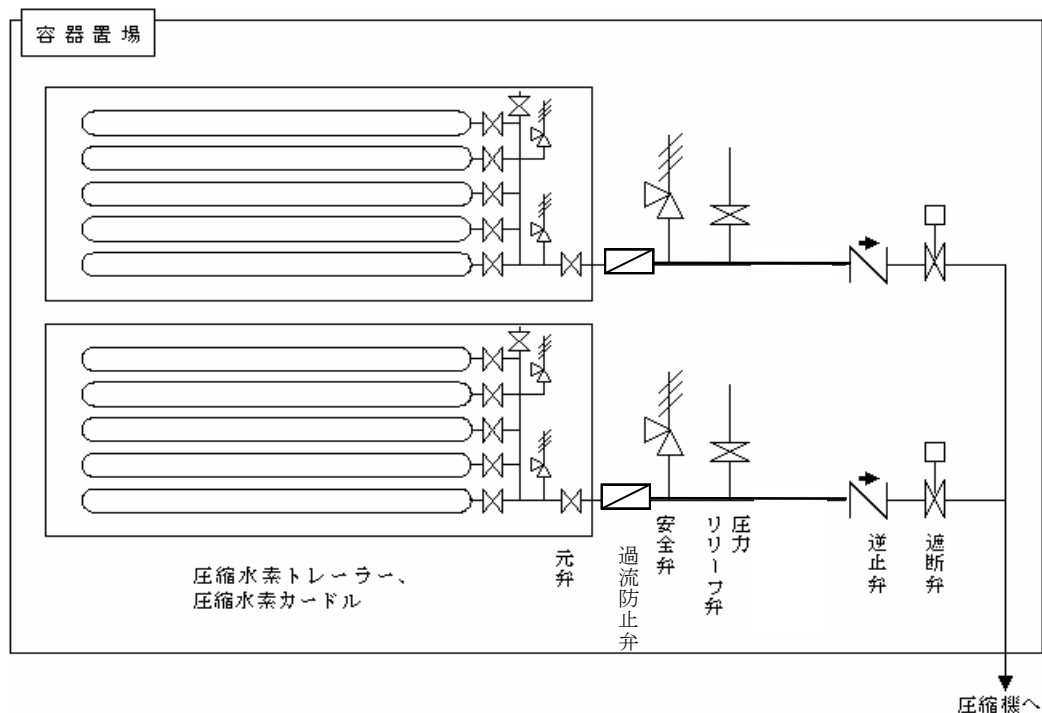 容器置場
圧縮水素トレーラー、
圧縮水素カードル
元弁
過流防止弁
安全弁
圧力
リリーフ弁
逆止弁
遮断弁
圧縮機へ